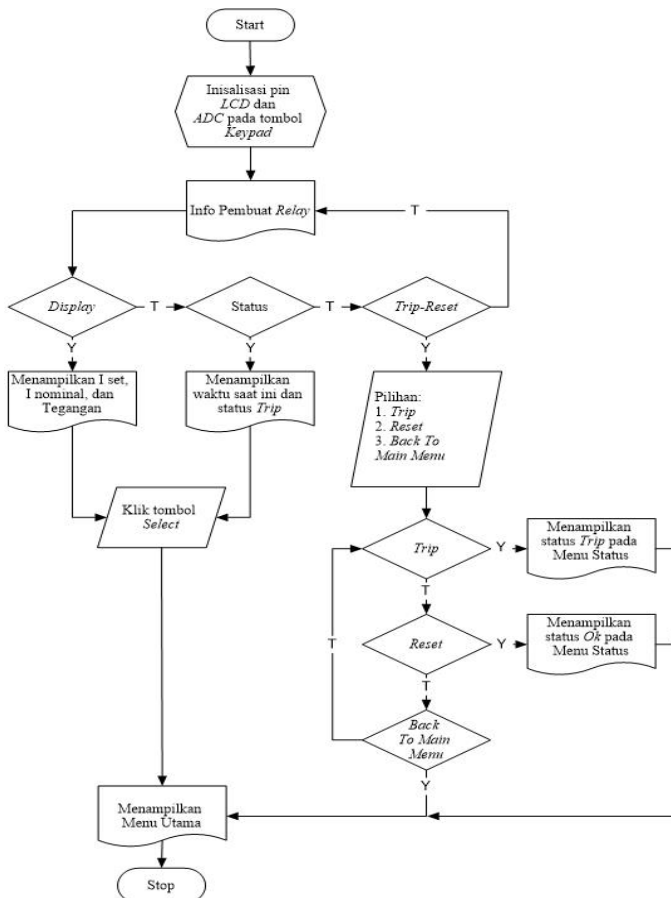 Start
Inisalisasi pin
LCD dan
ADC pada tombol
Keypad
Info Pembuat Relay
T
Display
T
Status
T
Trip-Reset
Y
Y
Y
Menampilkan I set,
I nominal, dan
Tegangan
Menampilkan
waktu saat ini dan
status Trip
Pilihan:
1. Trip
2. Reset
3. Back To
Main Menu
Klik tombol
Select
Trip
Y
Menampilkan
status Trip pada
Menu Status
T
T
Reset
Y
Menampilkan
status Ok pada
Menu Status
T
Back
To Main
Menu
Y
Menampilkan
Menu Utama
Stop